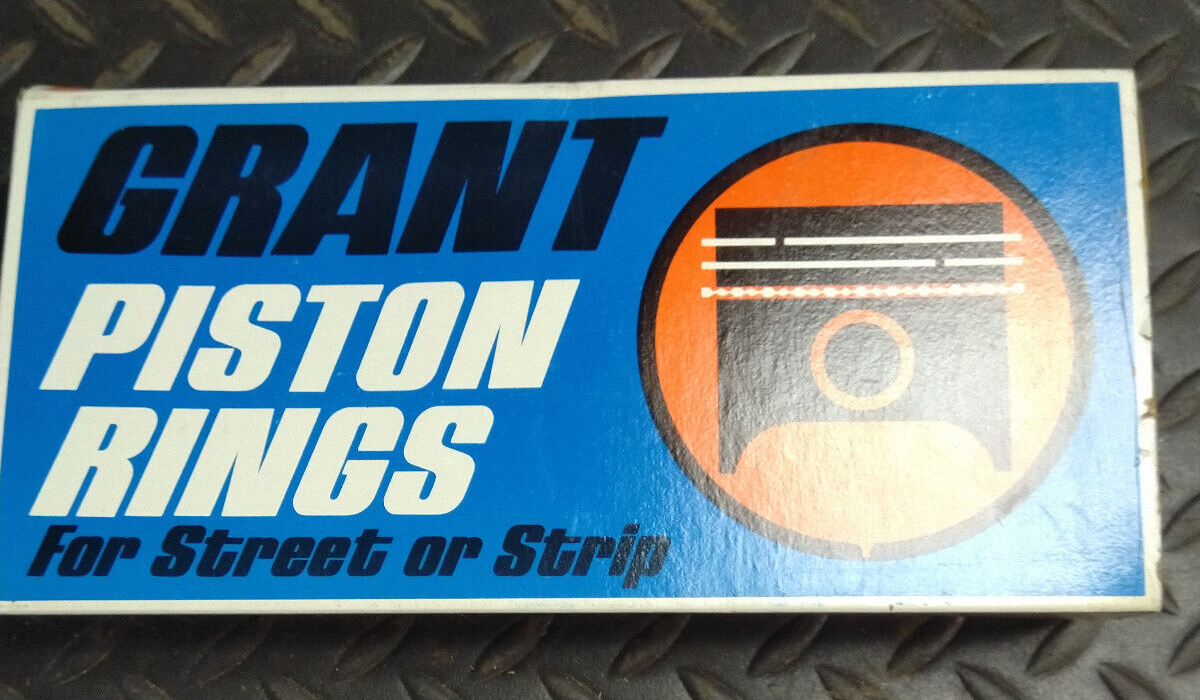 GRANT
PISTON
RINGS
For Street or Strip